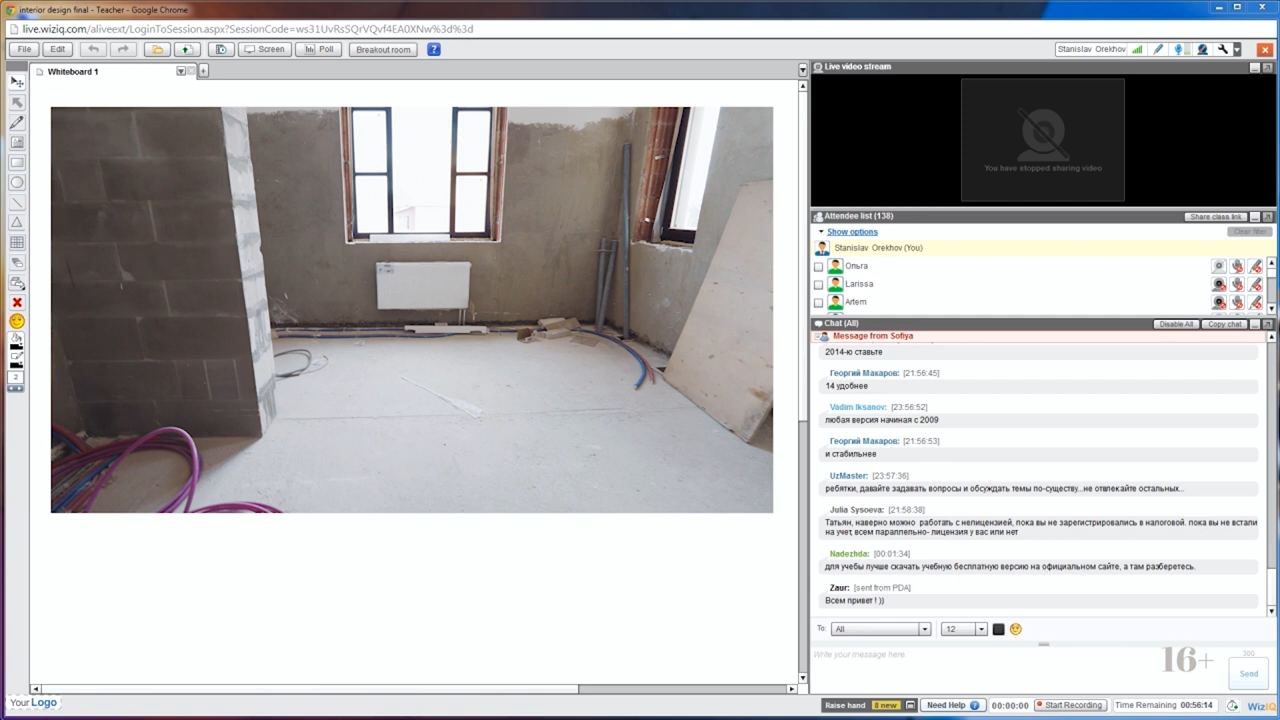 interior design final - Teacher - Google Chrome
live.wiziq.com/aliveext/LoginToSession.aspx?SessionCode=ws31UvRsSQrVQvf4EA0XNw%3d%3d
File Edit Screen Poll Breakout room ? Stanislav Orekhov
Whiteboard 1
Live video stream
You have stopped sharing video
Attendee list (138) Share class link
Show options Clear filter
Stanislav Orekhov (You)
Ольга
Larissa
Artem
Chat (All) Disable All Copy chat
Message from Sofiya
2014-ю ставьте
Георгий Макаров: [21:56:45]
14 удобнее
Vadim Iksanov: [23:56:52]
любая версия начиная с 2009
Георгий Макаров: [21:56:53]
и стабильнее
UzMaster: [23:57:36]
ребятки, давайте задавать вопросы и обсуждать темы по-существу...не отвлекайте остальных...
Julia Sysoeva: [21:58:38]
Татьян, наверно можно работать с нелицензией, пока вы не зарегистрировались в налоговой. пока вы не встали
на учет, всем параллельно- лицензия у вас или нет
Nadezhda: [00:01:34]
для учебы лучше скачать учебную бесплатную версию на официальном сайте, а там разберетесь.
Zaur: [sent from PDA]
Всем привет ! ))
To: All 12
Write your message here.
16+
300
Send
2
Your Logo
Raise hand 8 new Need Help ? 00:00:00 Start Recording Time Remaining 00:56:14 WizIQ